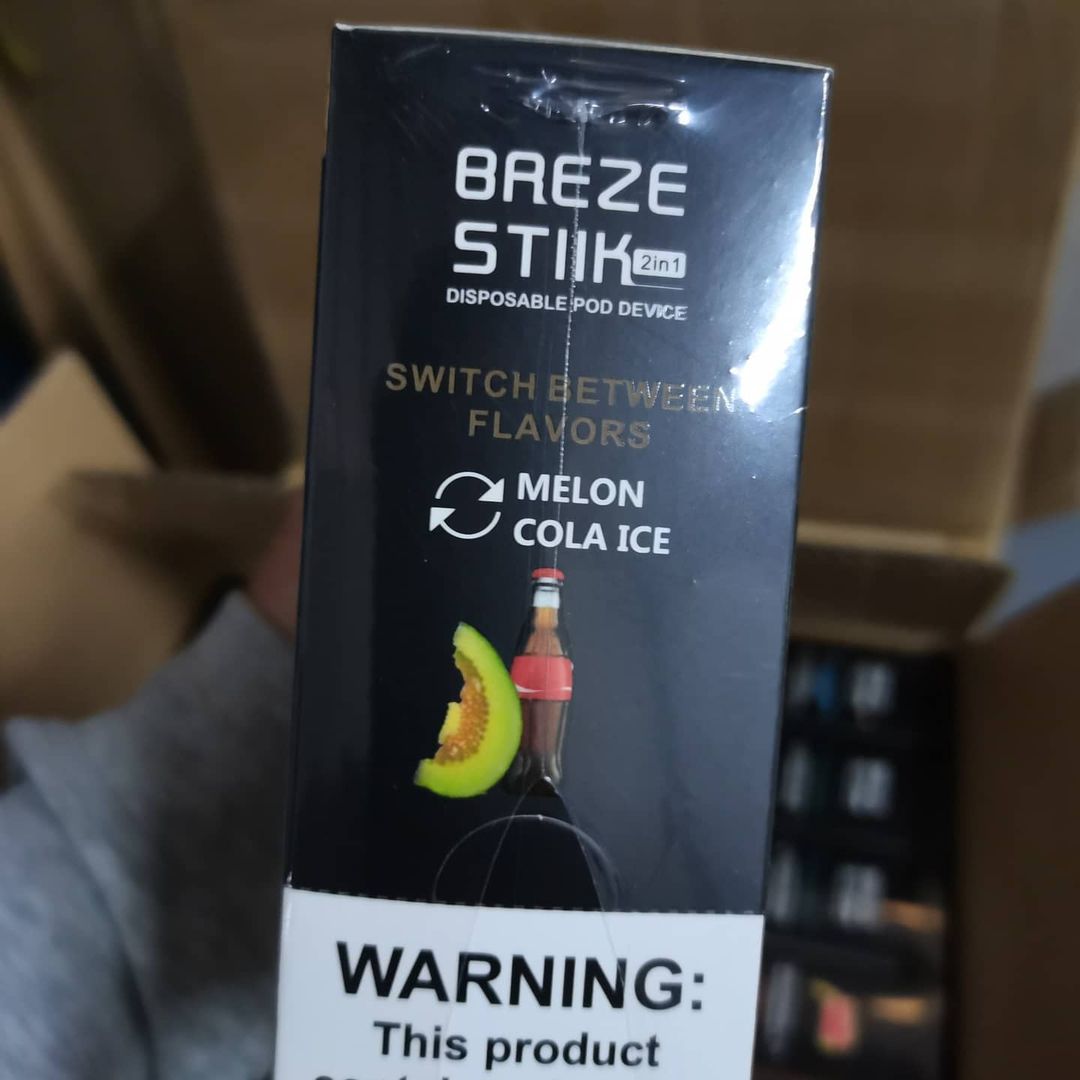 BREZE
STIIK 2in1
DISPOSABLE POD DEVICE
SWITCH BETWEEN
FLAVORS
MELON
COLA ICE
WARNING:
This product